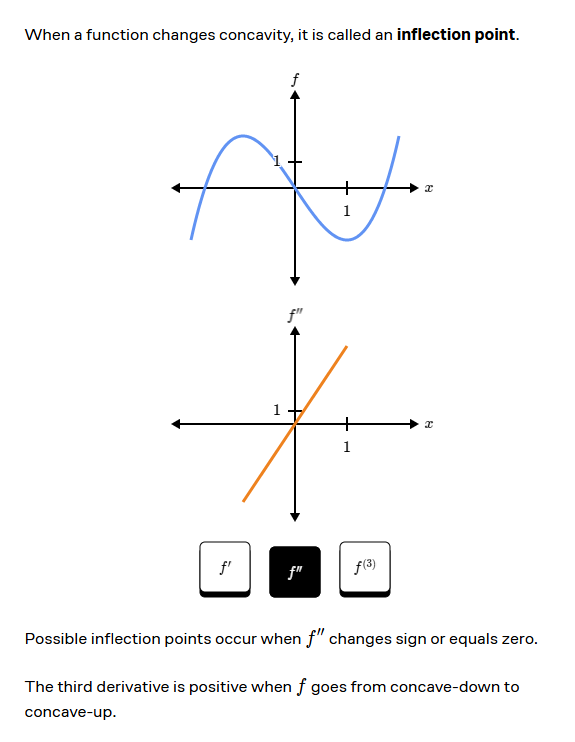 When a function changes concavity, it is called an inflection point.
f
1
x
1
f″
1
x
1
f′ f″ f⁽³⁾
Possible inflection points occur when f″ changes sign or equals zero.
The third derivative is positive when f goes from concave-down to
concave-up.